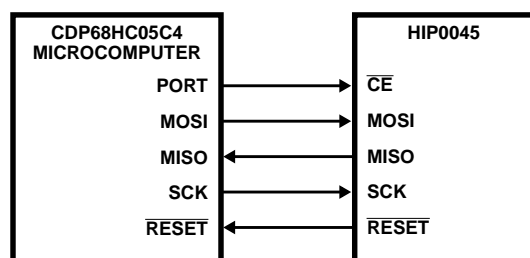 CDP68HC05C4
MICROCOMPUTER
PORT
MOSI
MISO
SCK
RESET
HIP0045
CE
MOSI
MISO
SCK
RESET